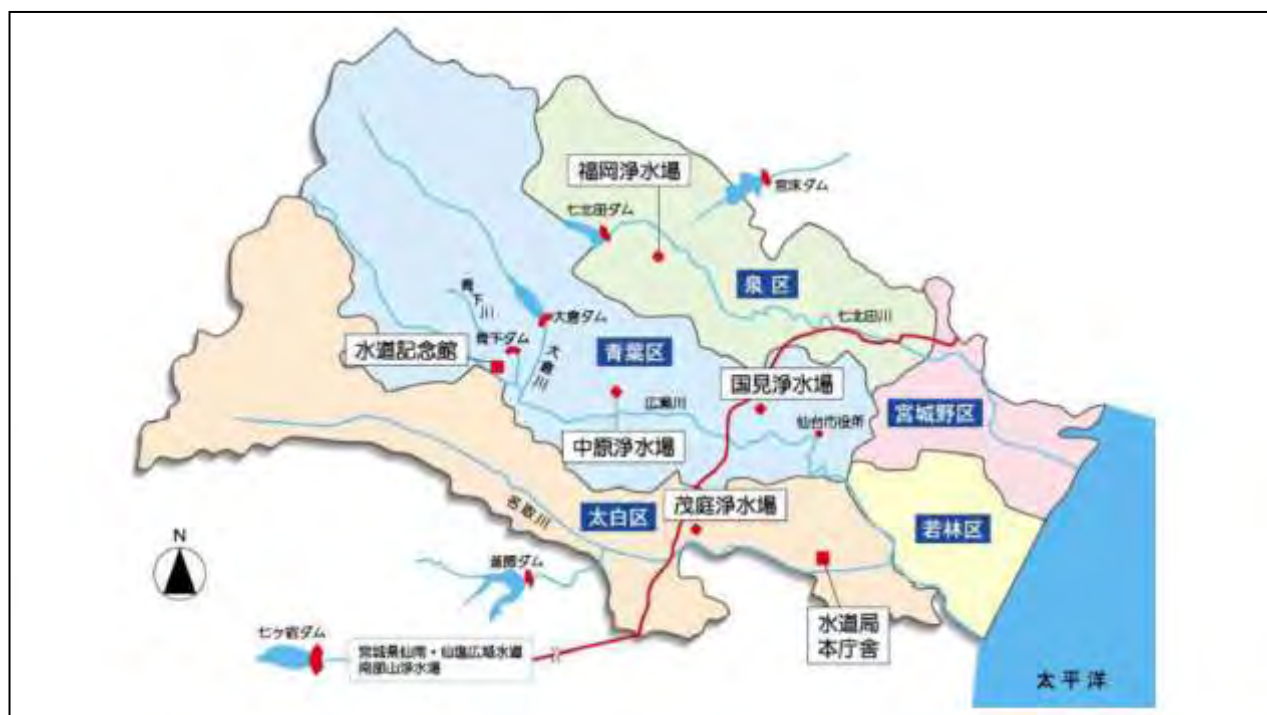 福岡浄水場
宮床ダム
七北田ダム
泉区
七北田川
青下川
大倉ダム
青下ダム
大倉川
水道記念館
青葉区
国見浄水場
広瀬川
仙台市役所
宮城野区
中原浄水場
茂庭浄水場
名取川
太白区
若林区
N
釜房ダム
水道局
本庁舎
七ヶ宿ダム
宮城県仙南・仙塩広域水道
南部山浄水場
太平洋